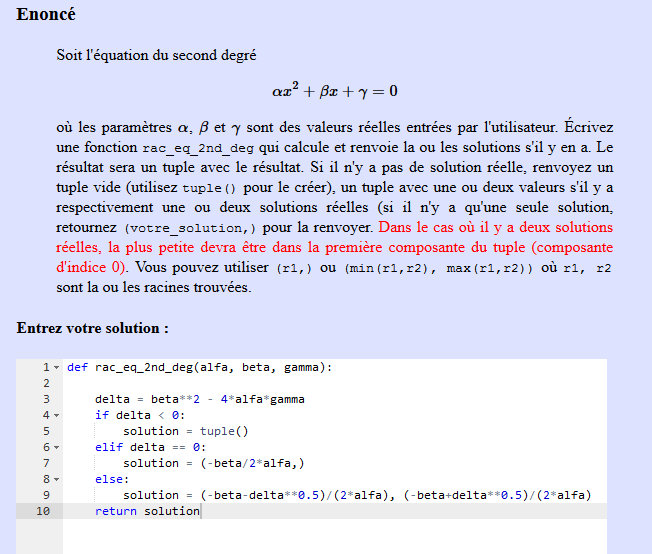 Enoncé
Soit l'équation du second degré
αx² + βx + γ = 0
où les paramètres α, β et γ sont des valeurs réelles entrées par l'utilisateur. Écrivez
une fonction rac_eq_2nd_deg qui calcule et renvoie la ou les solutions s'il y en a. Le
résultat sera un tuple avec le résultat. Si il n'y a pas de solution réelle, renvoyez un
tuple vide (utilisez tuple() pour le créer), un tuple avec une ou deux valeurs s'il y a
respectivement une ou deux solutions réelles (si il n'y a qu'une seule solution,
retournez (votre_solution,) pour la renvoyer. Dans le cas où il y a deux solutions
réelles, la plus petite devra être dans la première composante du tuple (composante
d'indice 0). Vous pouvez utiliser (r1,) ou (min(r1,r2), max(r1,r2)) où r1, r2
sont la ou les racines trouvées.
Entrez votre solution :
1 def rac_eq_2nd_deg(alfa, beta, gamma):
2
3 delta = beta**2 - 4*alfa*gamma
4 if delta < 0:
5 solution = tuple()
6 elif delta == 0:
7 solution = (-beta/2*alfa,)
8 else:
9 solution = (-beta-delta**0.5)/(2*alfa), (-beta+delta**0.5)/(2*alfa)
10 return solution